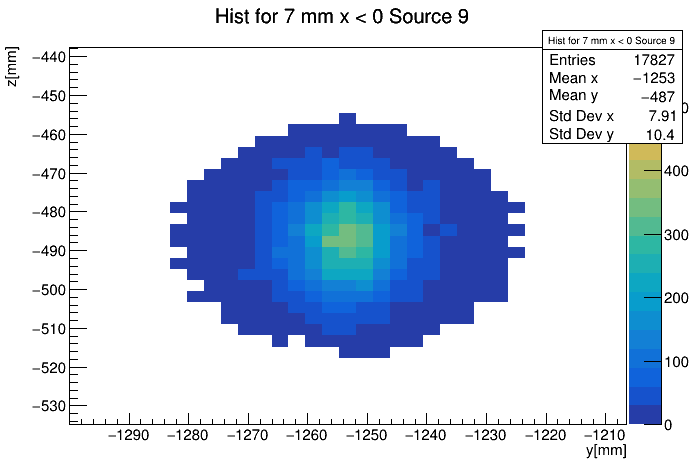 Hist for 7 mm x < 0 Source 9
z[mm]
Hist for 7 mm x < 0 Source 9
Entries 17827
Mean x −1253
Mean y −487
Std Dev x 7.91
Std Dev y 10.4
−440
−450
−460
−470
−480
−490
−500
−510
−520
−530
0
400
300
200
100
0
−1290 −1280 −1270 −1260 −1250 −1240 −1230 −1220 −1210
y[mm]